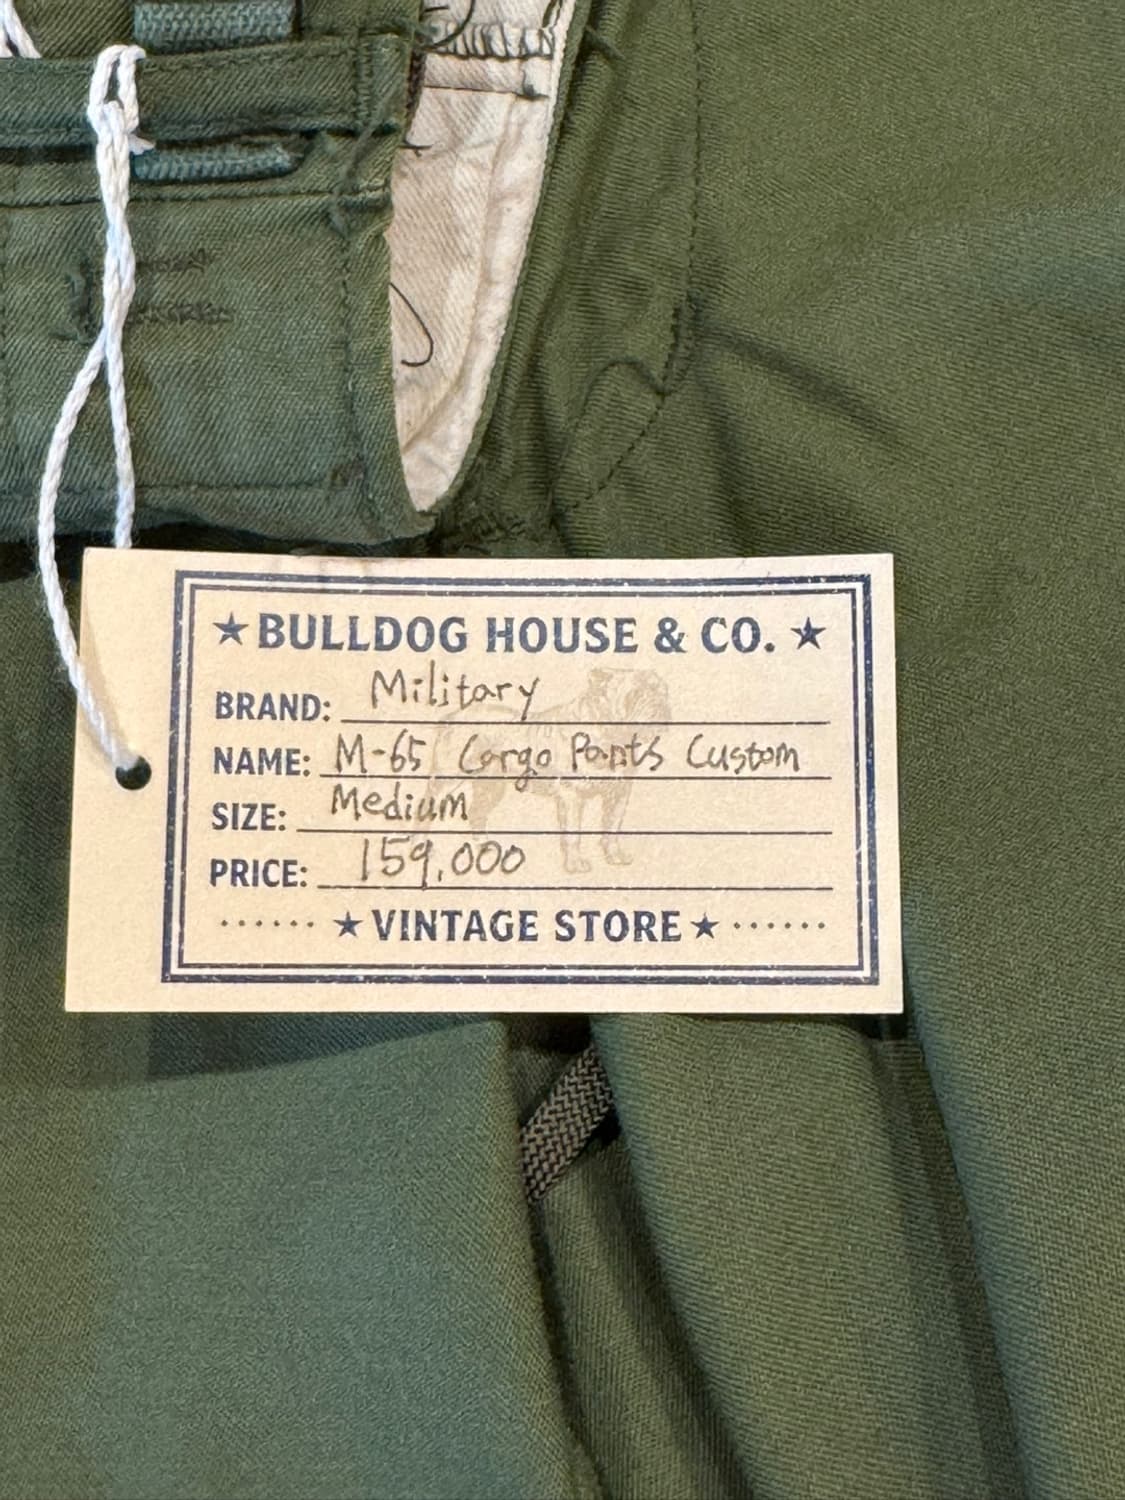 ★ BULLDOG HOUSE & CO. ★
BRAND: Military
NAME: M-65 Cargo Pants Custom
SIZE: Medium
PRICE: 159,000
······ ★ VINTAGE STORE ★ ······